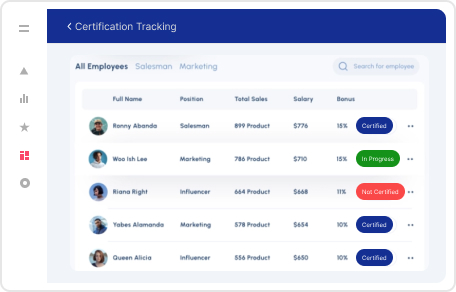 Certification Tracking
All Employees Salesman Marketing Search for employee
Full Name Position Total Sales Salary Bonus
Ronny Abanda Salesman 899 Product $776 15% Certified
Woo Ish Lee Marketing 786 Product $710 15% In Progress
Riana Right Influencer 664 Product $668 11% Not Certified
Yabes Alamanda Marketing 578 Product $654 10% Certified
Queen Alicia Influencer 556 Product $650 10% Certified